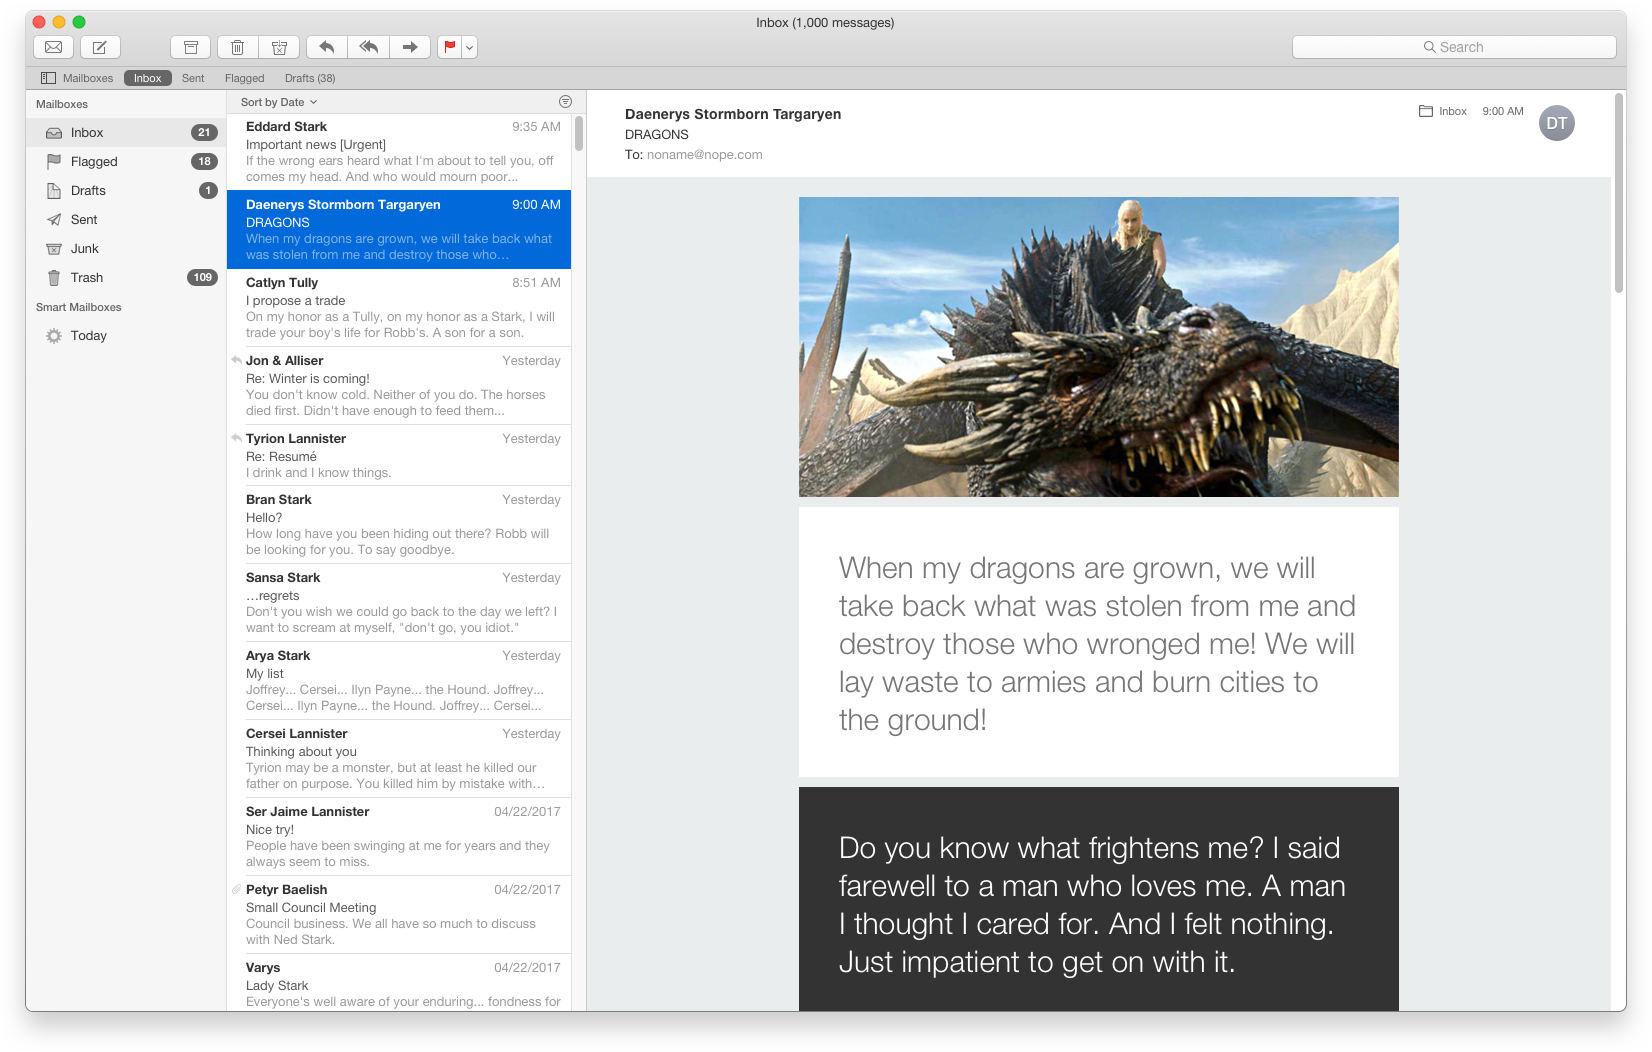 Inbox (1,000 messages)
Search
Mailboxes
Inbox
Sent
Flagged
Drafts (38)
Mailboxes
Inbox 21
Flagged 18
Drafts 1
Sent
Junk
Trash 109
Smart Mailboxes
Today
Sort by Date
Eddard Stark 9:35 AM
Important news [Urgent]
If the wrong ears heard what I'm about to tell you, off
comes my head. And who would mourn poor...
Daenerys Stormborn Targaryen 9:00 AM
DRAGONS
When my dragons are grown, we will take back what
was stolen from me and destroy those who…
Catlyn Tully 8:51 AM
I propose a trade
On my honor as a Tully, on my honor as a Stark, I will
trade your boy's life for Robb's. A son for a son.
Jon & Alliser Yesterday
Re: Winter is coming!
You don't know cold. Neither of you do. The horses
died first. Didn't have enough to feed them...
Tyrion Lannister Yesterday
Re: Resumé
I drink and I know things.
Bran Stark Yesterday
Hello?
How long have you been hiding out there? Robb will
be looking for you. To say goodbye.
Sansa Stark Yesterday
…regrets
Don't you wish we could go back to the day we left? I
want to scream at myself, "don't go, you idiot."
Arya Stark Yesterday
My list
Joffrey... Cersei... Ilyn Payne... the Hound. Joffrey...
Cersei... Ilyn Payne... the Hound. Joffrey... Cersei...
Cersei Lannister Yesterday
Thinking about you
Tyrion may be a monster, but at least he killed our
father on purpose. You killed him by mistake with…
Ser Jaime Lannister 04/22/2017
Nice try!
People have been swinging at me for years and they
always seem to miss.
Petyr Baelish 04/22/2017
Small Council Meeting
Council business. We all have so much to discuss
with Ned Stark.
Varys 04/22/2017
Lady Stark
Everyone's well aware of your enduring... fondness for
Daenerys Stormborn Targaryen
DRAGONS
To: noname@nope.com
Inbox
9:00 AM
DT
When my dragons are grown, we will
take back what was stolen from me and
destroy those who wronged me! We will
lay waste to armies and burn cities to
the ground!
Do you know what frightens me? I said
farewell to a man who loves me. A man
I thought I cared for. And I felt nothing.
Just impatient to get on with it.